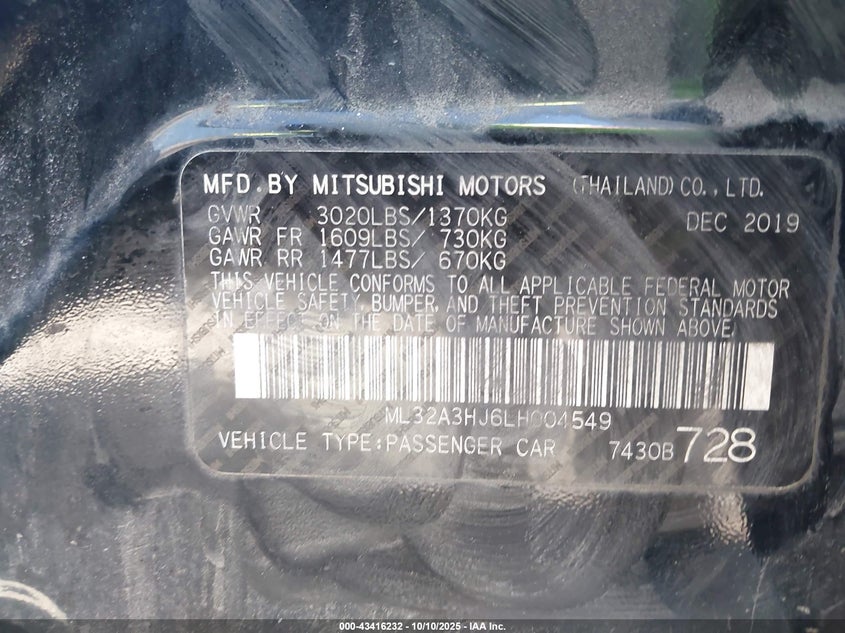 MFD. BY MITSUBISHI MOTORS (THAILAND) CO., LTD.
GVWR 3020LBS/1370KG DEC 2019
GAWR FR 1609LBS/ 730KG
GAWR RR 1477LBS/ 670KG
THIS VEHICLE CONFORMS TO ALL APPLICABLE FEDERAL MOTOR
VEHICLE SAFETY, BUMPER, AND THEFT PREVENTION STANDARDS
IN EFFECT ON THE DATE OF MANUFACTURE SHOWN ABOVE.
ML32A3HJ6LH004549
VEHICLE TYPE:PASSENGER CAR 7430B 728
000-43416232 - 10/10/2025 - IAA Inc.